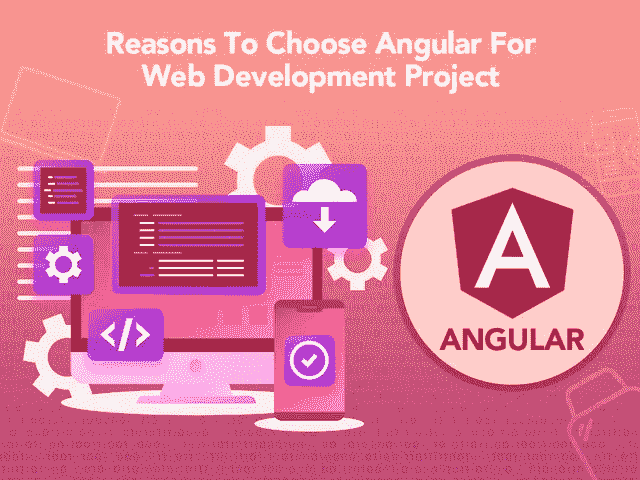 Reasons To Choose Angular For
Web Development Project
</>
A
ANGULAR